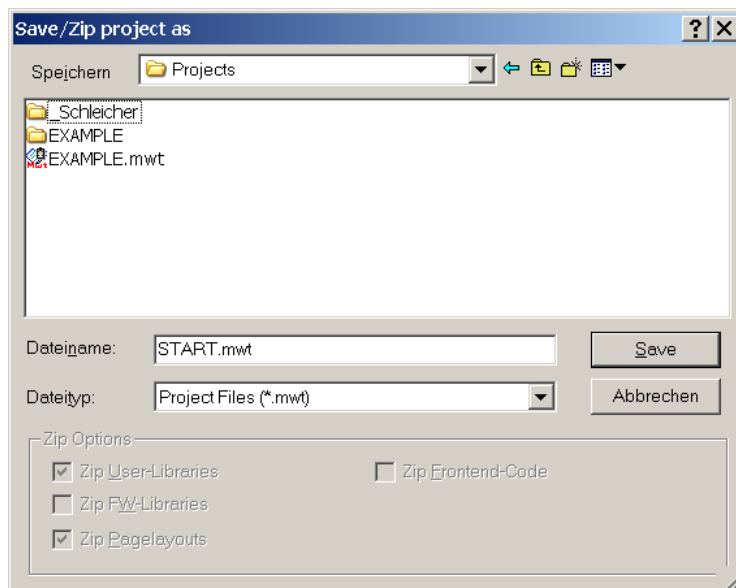 Save/Zip project as
Speichern
Projects
_Schleicher
EXAMPLE
EXAMPLE.mwt
Dateiname:
START.mwt
Save
Dateityp:
Project Files (*.mwt)
Abbrechen
Zip Options
Zip User-Libraries
Zip Frontend-Code
Zip FW-Libraries
Zip Pagelayouts